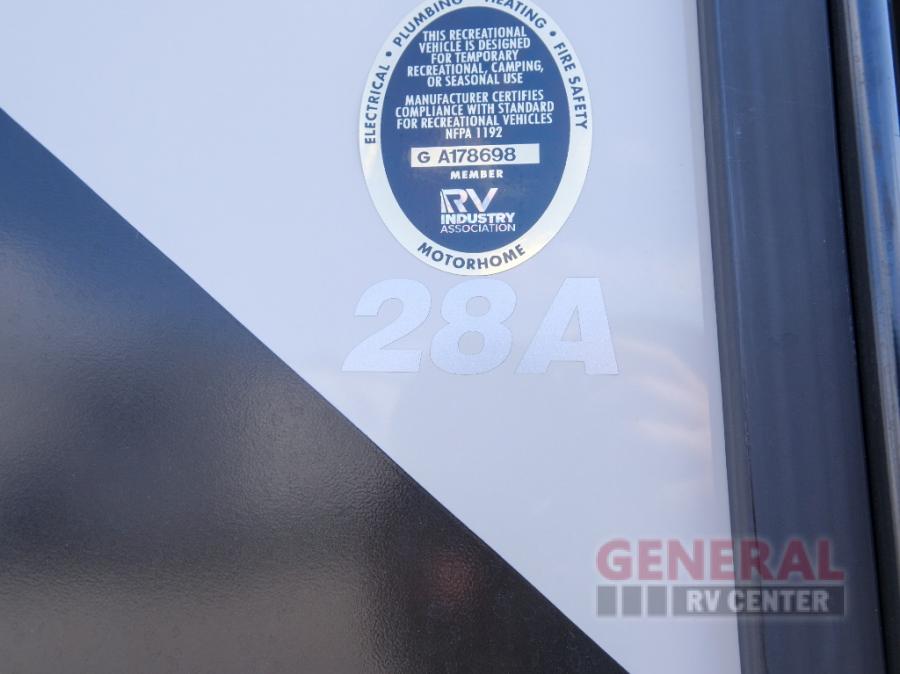 ELECTRICAL • PLUMBING • HEATING • FIRE SAFETY
THIS RECREATIONAL
VEHICLE IS DESIGNED
FOR TEMPORARY
RECREATIONAL, CAMPING,
OR SEASONAL USE
MANUFACTURER CERTIFIES
COMPLIANCE WITH STANDARD
FOR RECREATIONAL VEHICLES
NFPA 1192
G A178698
MEMBER
RV
INDUSTRY
ASSOCIATION
MOTORHOME
28A
GENERAL
RV CENTER